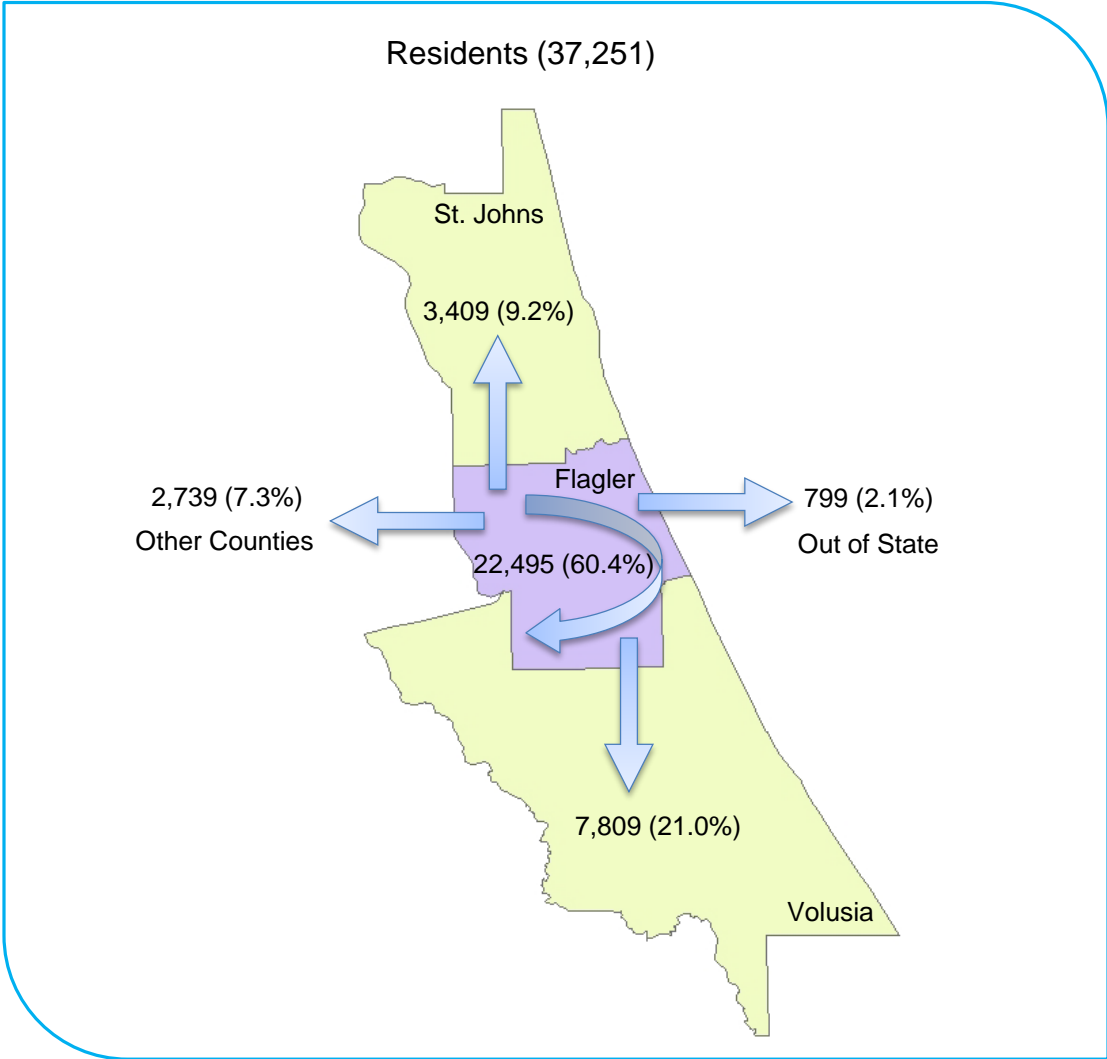 Residents (37,251)
St. Johns
3,409 (9.2%)
Flagler
2,739 (7.3%)
Other Counties
799 (2.1%)
Out of State
22,495 (60.4%)
7,809 (21.0%)
Volusia